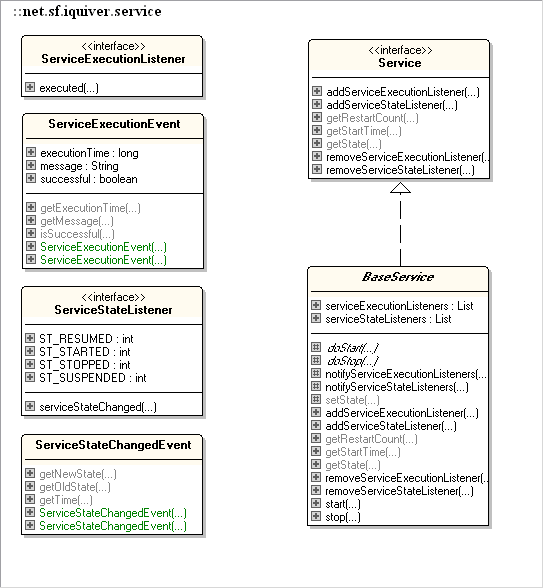 ::net.sf.iquiver.service
<<interface>>
ServiceExecutionListener
executed(...)
ServiceExecutionEvent
executionTime : long
message : String
successful : boolean
getExecutionTime(...)
getMessage(...)
isSuccessful(...)
ServiceExecutionEvent(...)
ServiceExecutionEvent(...)
<<interface>>
ServiceStateListener
ST_RESUMED : int
ST_STARTED : int
ST_STOPPED : int
ST_SUSPENDED : int
serviceStateChanged(...)
ServiceStateChangedEvent
getNewState(...)
getOldState(...)
getTime(...)
ServiceStateChangedEvent(...)
ServiceStateChangedEvent(...)
<<interface>>
Service
addServiceExecutionListener(...)
addServiceStateListener(...)
getRestartCount(...)
getStartTime(...)
getState(...)
removeServiceExecutionListener(..
removeServiceStateListener(...)
BaseService
serviceExecutionListeners : List
serviceStateListeners : List
doStart(...)
doStop(...)
notifyServiceExecutionListeners(...
notifyServiceStateListeners(...)
setState(...)
addServiceExecutionListener(...)
addServiceStateListener(...)
getRestartCount(...)
getStartTime(...)
getState(...)
removeServiceExecutionListener(..
removeServiceStateListener(...)
start(...)
stop(...)